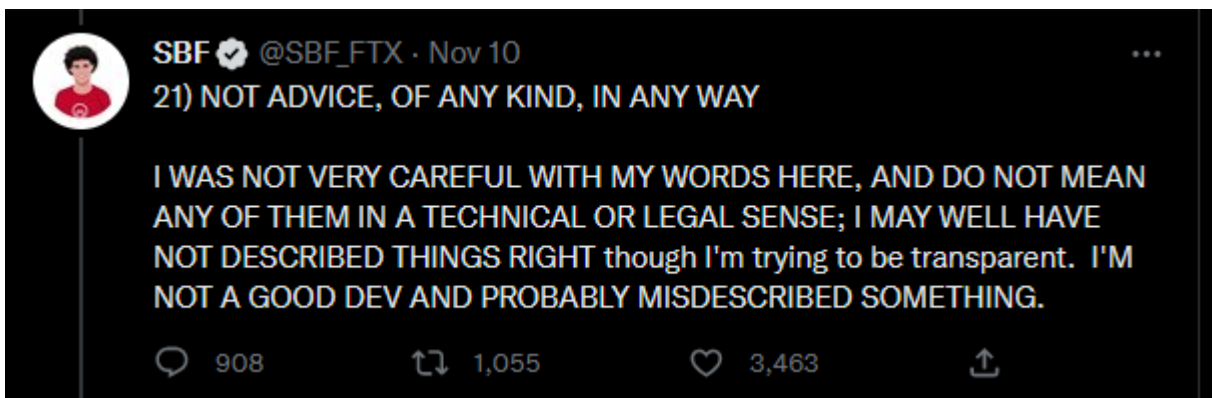 SBF @SBF_FTX · Nov 10
21) NOT ADVICE, OF ANY KIND, IN ANY WAY
I WAS NOT VERY CAREFUL WITH MY WORDS HERE, AND DO NOT MEAN
ANY OF THEM IN A TECHNICAL OR LEGAL SENSE; I MAY WELL HAVE
NOT DESCRIBED THINGS RIGHT though I'm trying to be transparent.  I'M
NOT A GOOD DEV AND PROBABLY MISDESCRIBED SOMETHING.
908 1,055 3,463